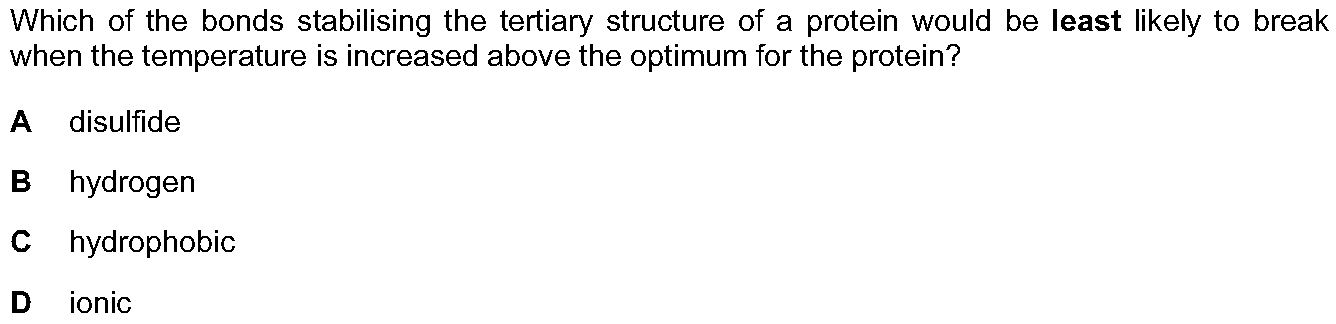 Which of the bonds stabilising the tertiary structure of a protein would be least likely to break
when the temperature is increased above the optimum for the protein?
A disulfide
B hydrogen
C hydrophobic
D ionic